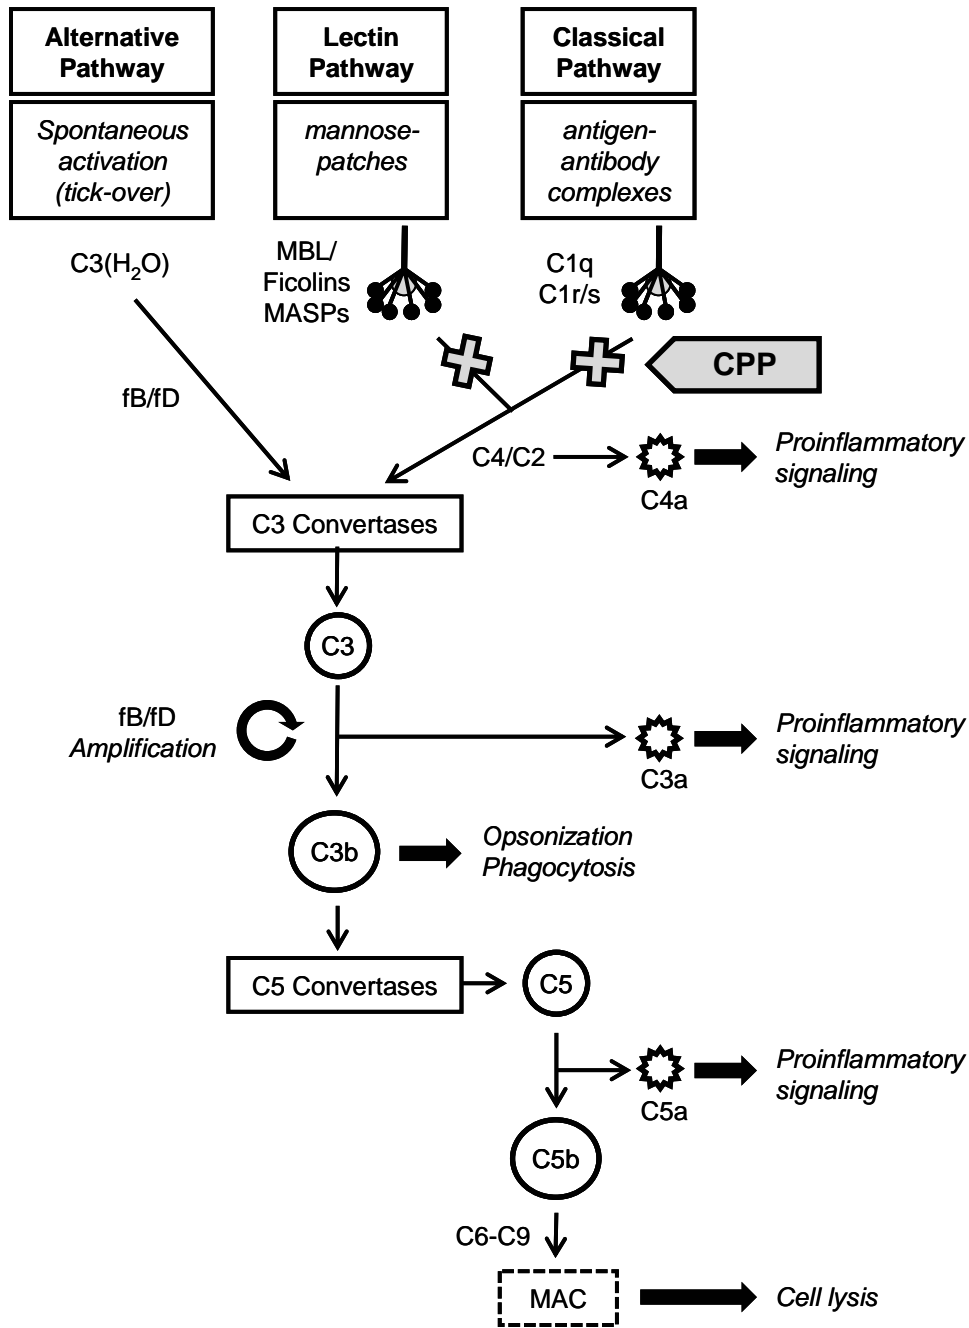 Alternative
Pathway
Lectin
Pathway
Classical
Pathway
Spontaneous
activation
(tick-over)
mannose-
patches
antigen-
antibody
complexes
C3(H₂O)
MBL/
Ficolins
MASPs
C1q
C1r/s
CPP
fB/fD
C4/C2
C4a
Proinflammatory
signaling
C3 Convertases
C3
fB/fD
Amplification
C3a
Proinflammatory
signaling
C3b
Opsonization
Phagocytosis
C5 Convertases
C5
C5a
Proinflammatory
signaling
C5b
C6-C9
MAC
Cell lysis